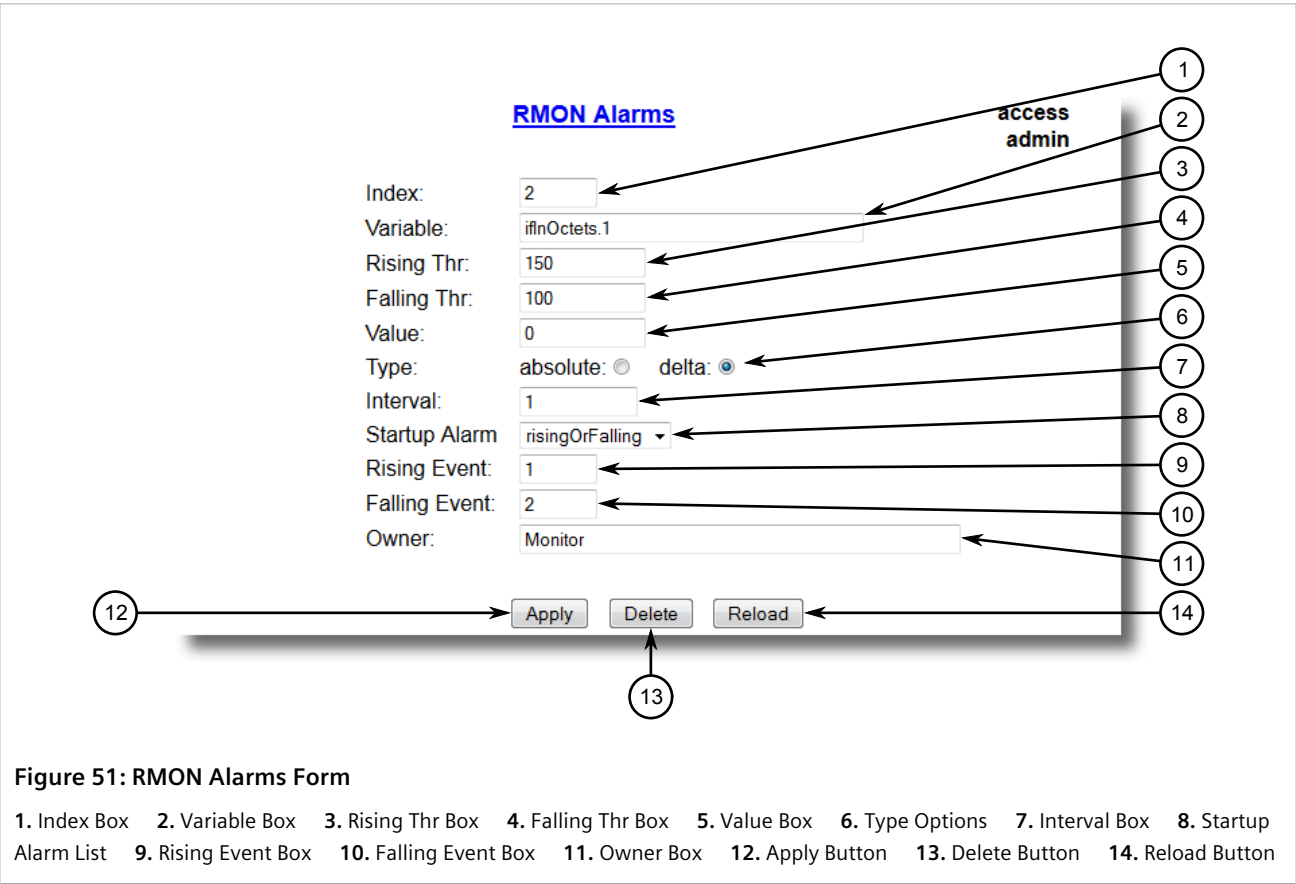 1
RMON Alarms
access
admin
2
3
Index: 2
4
Variable: ifInOctets.1
Rising Thr: 150
5
Falling Thr: 100
6
Value: 0
Type: absolute: delta:
7
Interval: 1
8
Startup Alarm risingOrFalling
9
Rising Event: 1
10
Falling Event: 2
11
Owner: Monitor
12
Apply Delete Reload
14
13
Figure 51: RMON Alarms Form
1. Index Box 2. Variable Box 3. Rising Thr Box 4. Falling Thr Box 5. Value Box 6. Type Options 7. Interval Box 8. Startup
Alarm List 9. Rising Event Box 10. Falling Event Box 11. Owner Box 12. Apply Button 13. Delete Button 14. Reload Button